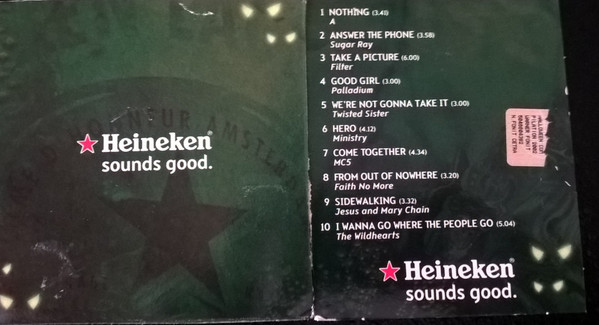 Heineken
sounds good.
1 NOTHING (3.41)
A
2 ANSWER THE PHONE (3.58)
Sugar Ray
3 TAKE A PICTURE (6.00)
Filter
4 GOOD GIRL (3.00)
Palladium
5 WE'RE NOT GONNA TAKE IT (3.00)
Twisted Sister
6 HERO (4.12)
Ministry
7 COME TOGETHER (4.34)
MC5
8 FROM OUT OF NOWHERE (3.20)
Faith No More
9 SIDEWALKING (3.32)
Jesus and Mary Chain
10 I WANNA GO WHERE THE PEOPLE GO (5.04)
The Wildhearts
Heineken
sounds good.